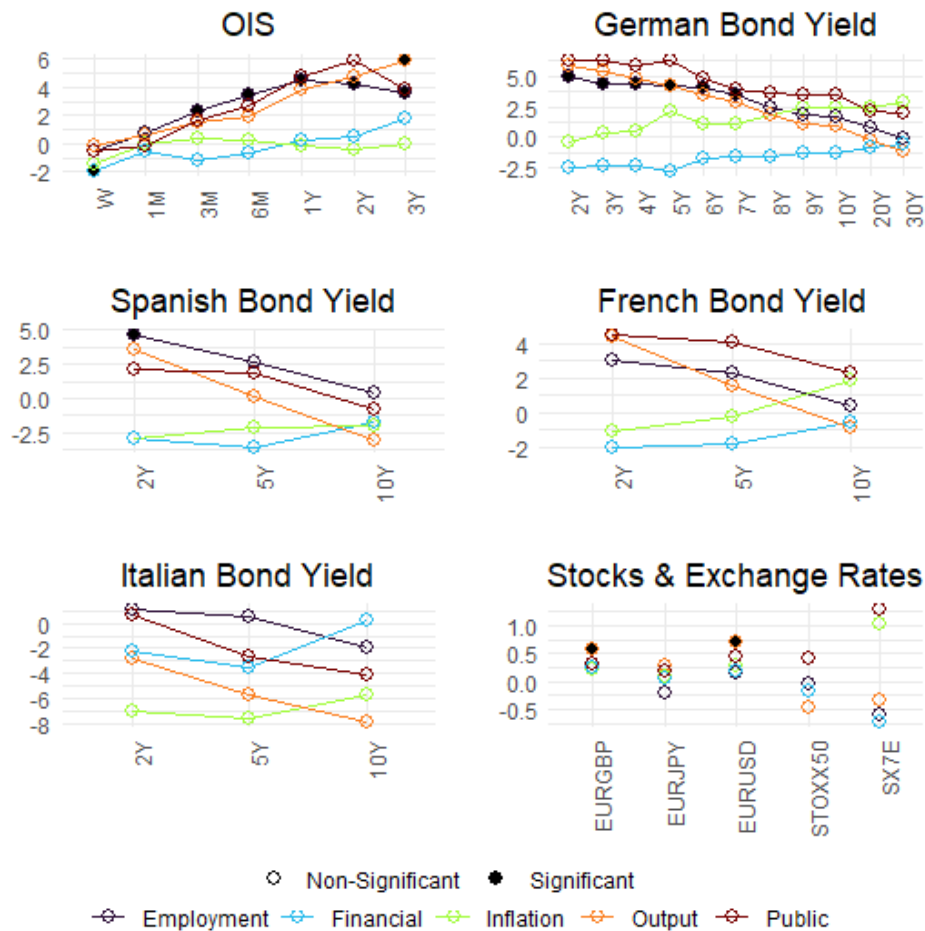 OIS
German Bond Yield
6
4
2
0
-2
W
1M
3M
6M
1Y
2Y
3Y
5.0
2.5
0.0
-2.5
2Y
3Y
4Y
5Y
6Y
7Y
8Y
9Y
10Y
20Y
30Y
Spanish Bond Yield
French Bond Yield
5.0
2.5
0.0
-2.5
2Y
5Y
10Y
4
2
0
-2
2Y
5Y
10Y
Italian Bond Yield
Stocks & Exchange Rates
0
-2
-4
-6
-8
2Y
5Y
10Y
1.0
0.5
0.0
-0.5
EURGBP
EURJPY
EURUSD
STOXX50
SX7E
Non-Significant Significant
Employment Financial Inflation Output Public